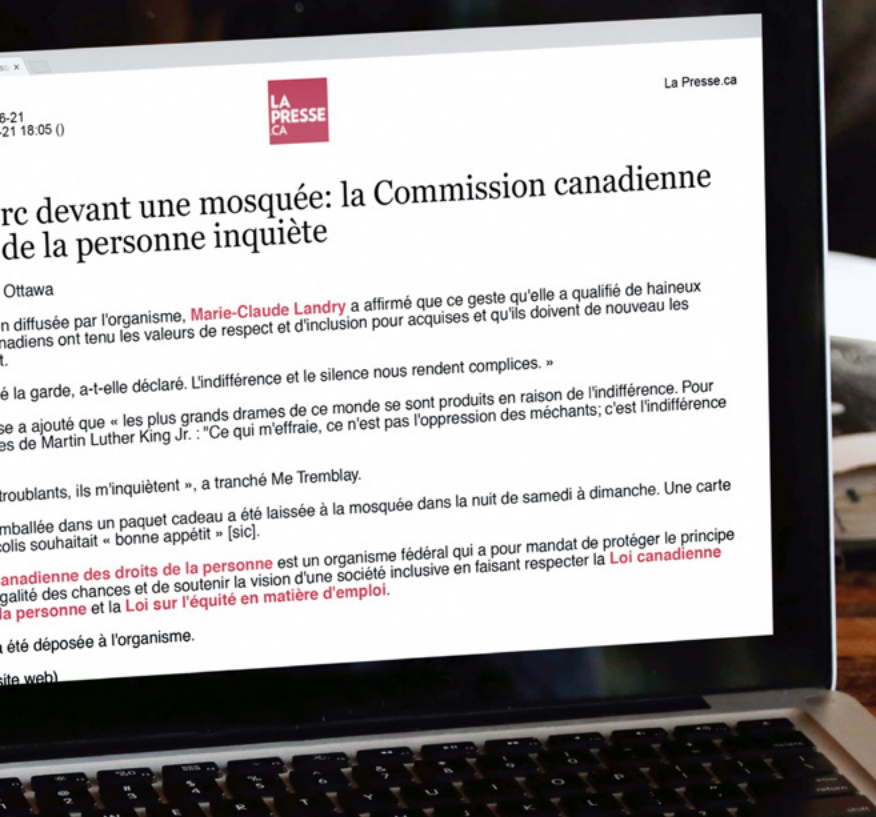 La Presse.ca
LA
PRESSE
.CA
6-21
-21 18:05 ()
rc devant une mosquée: la Commission canadienne
de la personne inquiète
Ottawa
n diffusée par l'organisme, Marie-Claude Landry a affirmé que ce geste qu'elle a qualifié de haineux
nadiens ont tenu les valeurs de respect et d'inclusion pour acquises et qu'ils doivent de nouveau les
t.
é la garde, a-t-elle déclaré. L'indifférence et le silence nous rendent complices. »
se a ajouté que « les plus grands drames de ce monde se sont produits en raison de l'indifférence. Pour
es de Martin Luther King Jr. : "Ce qui m'effraie, ce n'est pas l'oppression des méchants; c'est l'indifférence
troublants, ils m'inquiètent », a tranché Me Tremblay.
mballée dans un paquet cadeau a été laissée à la mosquée dans la nuit de samedi à dimanche. Une carte
colis souhaitait « bonne appétit » [sic].
anadienne des droits de la personne est un organisme fédéral qui a pour mandat de protéger le principe
galité des chances et de soutenir la vision d'une société inclusive en faisant respecter la Loi canadienne
la personne et la Loi sur l'équité en matière d'emploi.
a été déposée à l'organisme.
site web)